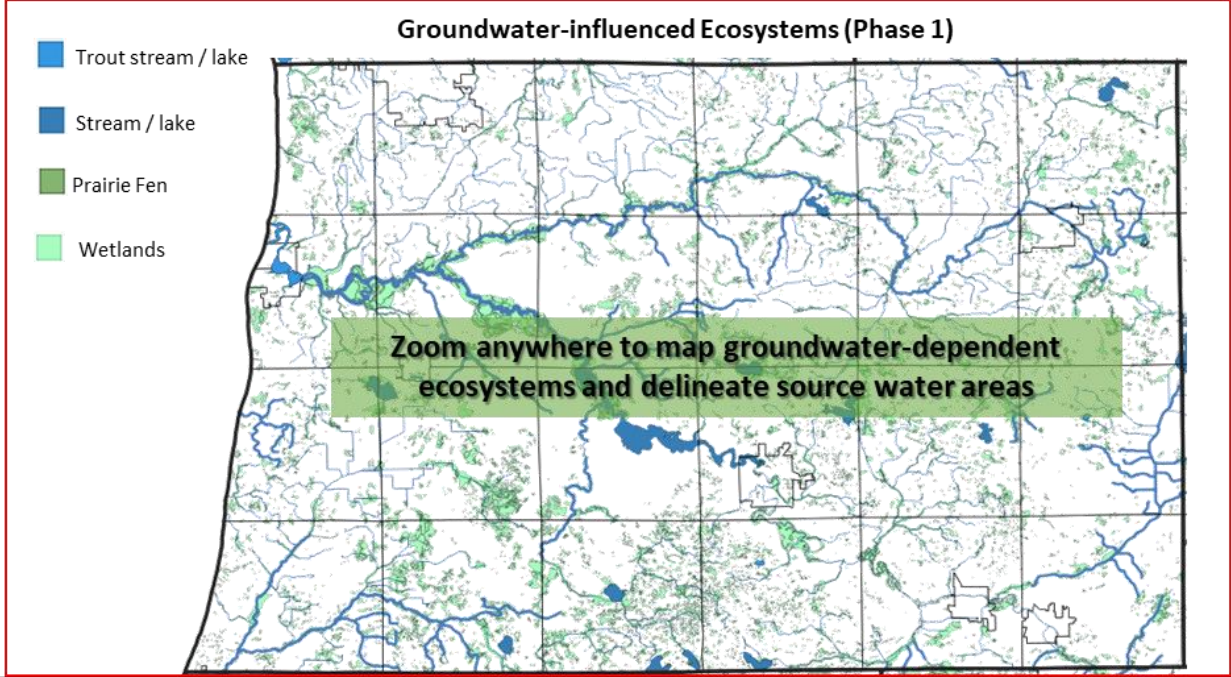 Groundwater-influenced Ecosystems (Phase 1)
Trout stream / lake
Stream / lake
Prairie Fen
Wetlands
Zoom anywhere to map groundwater-dependent
ecosystems and delineate source water areas